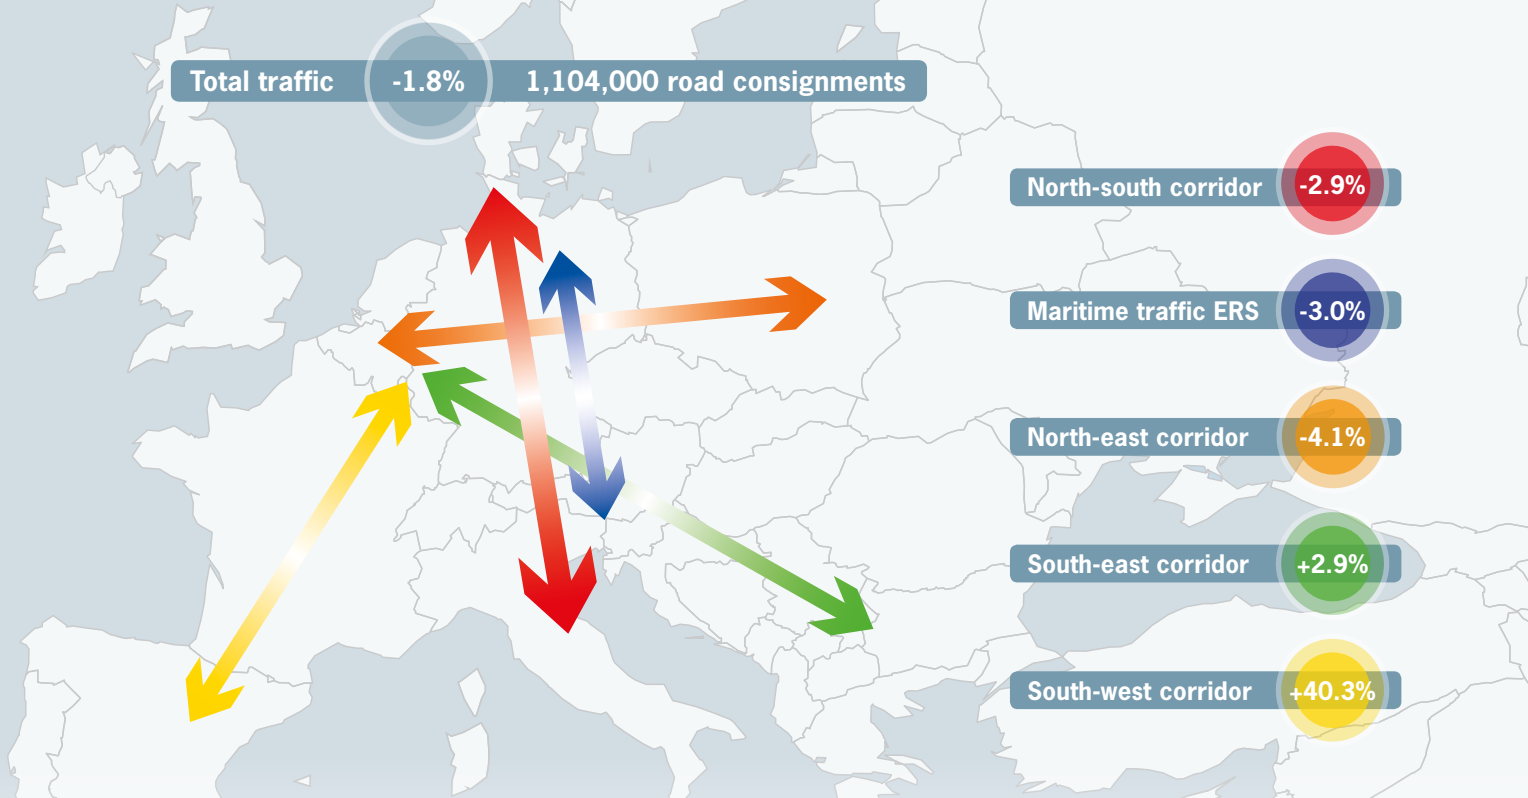 Total traffic -1.8% 1,104,000 road consignments
North-south corridor -2.9%
Maritime traffic ERS -3.0%
North-east corridor -4.1%
South-east corridor +2.9%
South-west corridor +40.3%